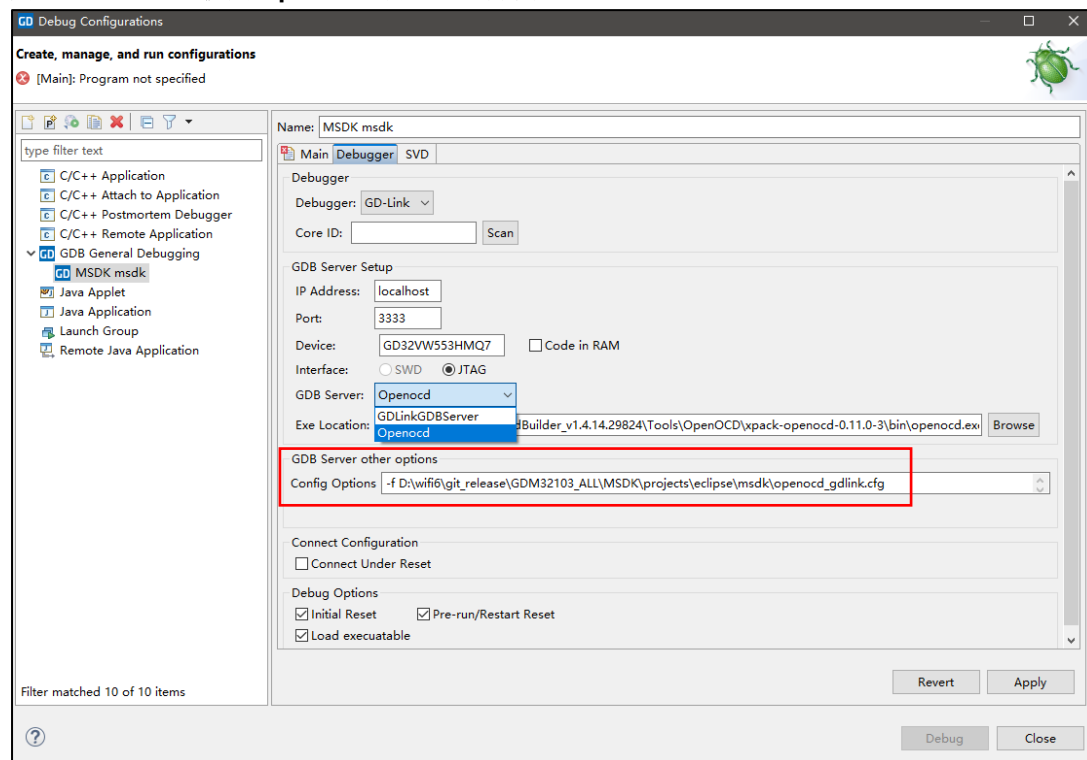 GD Debug Configurations
Create, manage, and run configurations
[Main]: Program not specified
type filter text
C/C++ Application
C/C++ Attach to Application
C/C++ Postmortem Debugger
C/C++ Remote Application
GD GDB General Debugging
GD MSDK msdk
Java Applet
Java Application
Launch Group
Remote Java Application
Filter matched 10 of 10 items
Name: MSDK msdk
Main Debugger SVD
Debugger
Debugger: GD-Link
Core ID: Scan
GDB Server Setup
IP Address: localhost
Port: 3333
Device: GD32VW553HMQ7 Code in RAM
Interface: SWD JTAG
GDB Server: Openocd
GDLinkGDBServer
Openocd
Exe Location: dBuilder_v1.4.14.29824\Tools\OpenOCD\xpack-openocd-0.11.0-3\bin\openocd.ex Browse
GDB Server other options
Config Options -f D:\wifi6\git_release\GDM32103_ALL\MSDK\projects\eclipse\msdk\openocd_gdlink.cfg
Connect Configuration
Connect Under Reset
Debug Options
Initial Reset Pre-run/Restart Reset
Load execuatable
Revert Apply
Debug Close